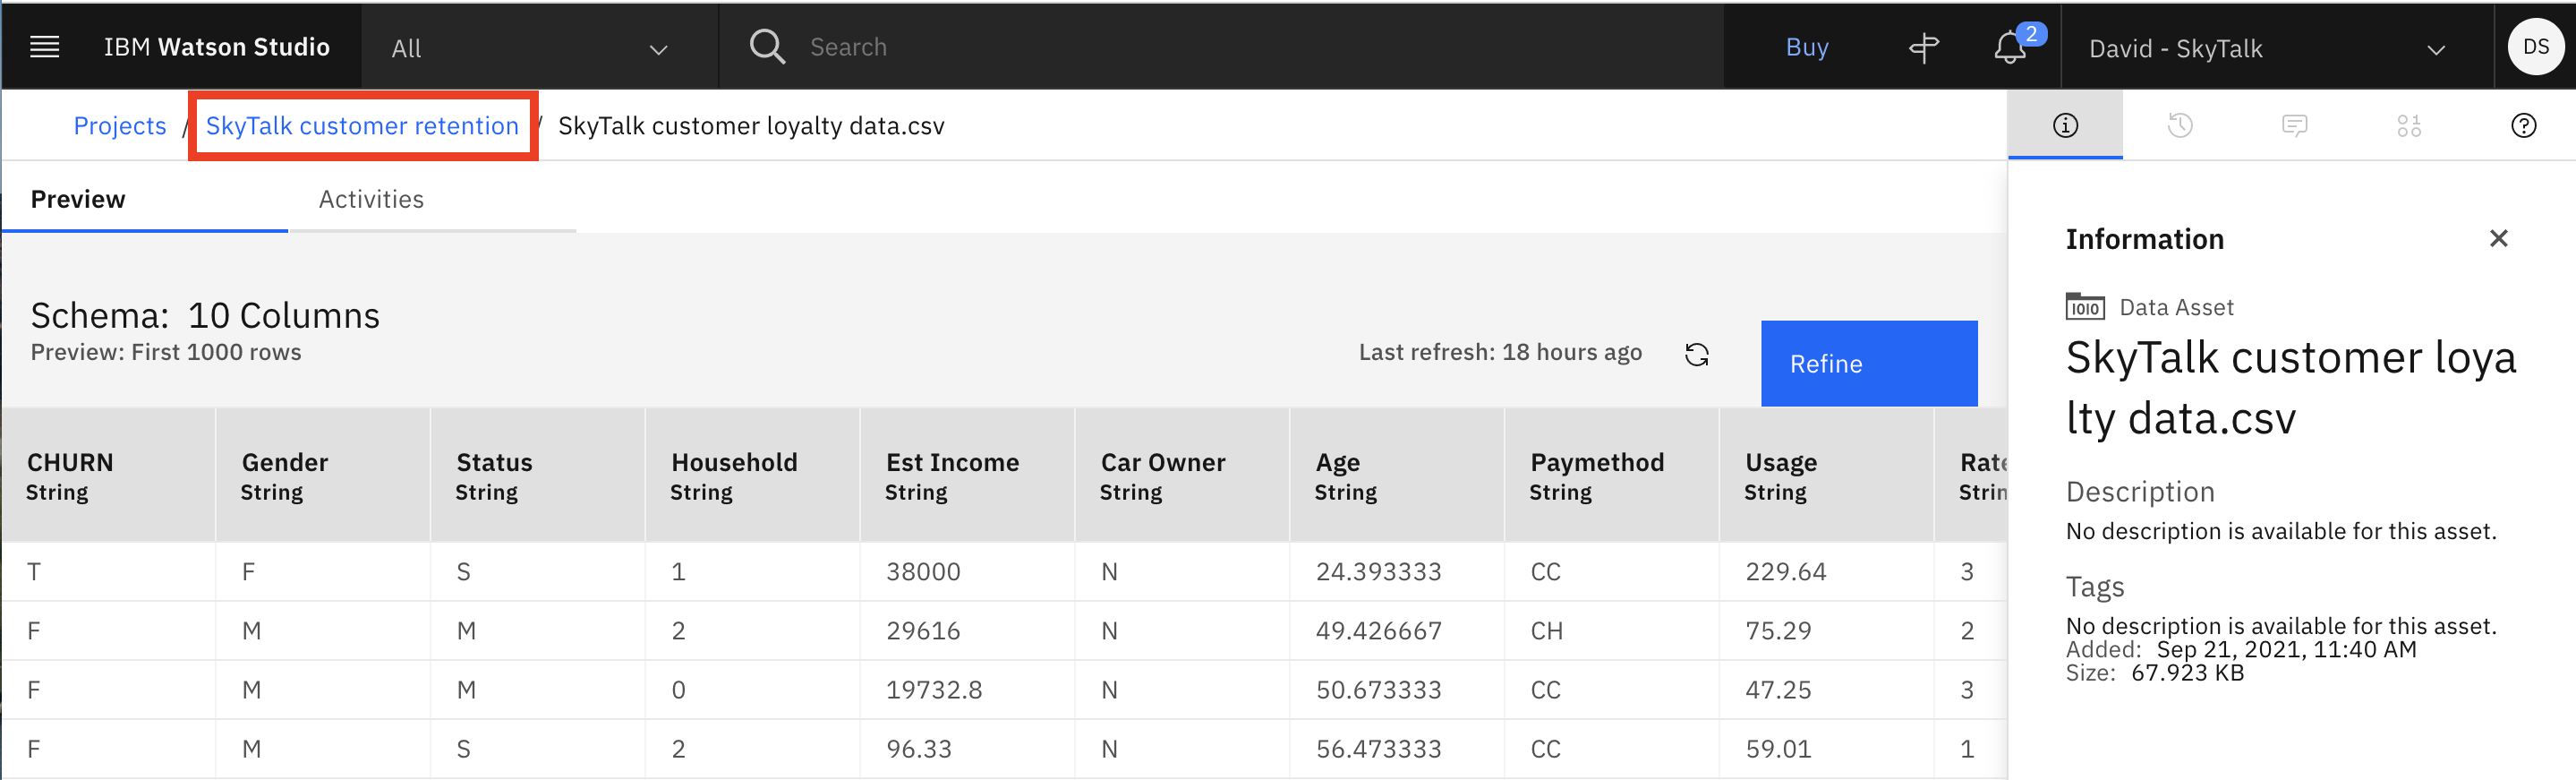 IBM Watson Studio All Search Buy 2 David - SkyTalk DS
Projects / SkyTalk customer retention / SkyTalk customer loyalty data.csv
Preview Activities
Schema: 10 Columns
Preview: First 1000 rows
Last refresh: 18 hours ago
Refine
CHURN Gender Status Household Est Income Car Owner Age Paymethod Usage Rate
String String String String String String String String String Strin
T F S 1 38000 N 24.393333 CC 229.64 3
F M M 2 29616 N 49.426667 CH 75.29 2
F M M 0 19732.8 N 50.673333 CC 47.25 3
F M S 2 96.33 N 56.473333 CC 59.01 1
Information
Data Asset
SkyTalk customer loya
lty data.csv
Description
No description is available for this asset.
Tags
No description is available for this asset.
Added: Sep 21, 2021, 11:40 AM
Size: 67.923 KB